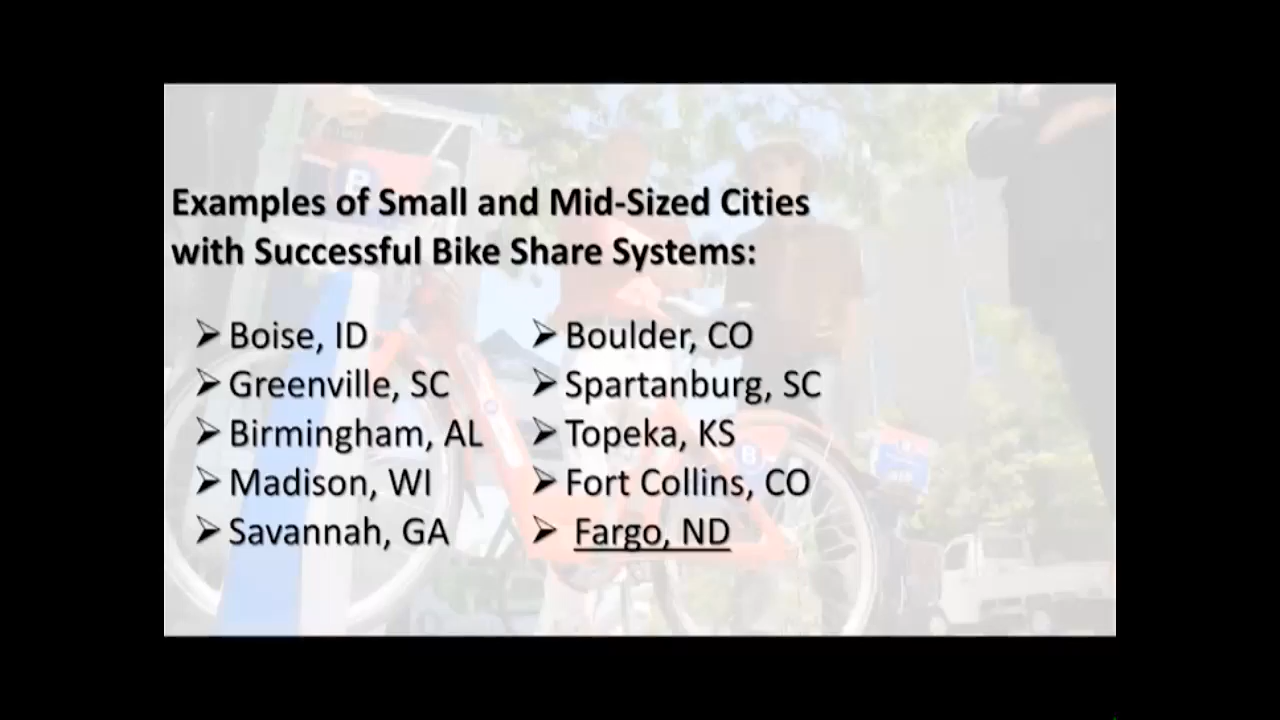 Examples of Small and Mid-Sized Cities
with Successful Bike Share Systems:
➢ Boise, ID
➢ Greenville, SC
➢ Birmingham, AL
➢ Madison, WI
➢ Savannah, GA
➢ Boulder, CO
➢ Spartanburg, SC
➢ Topeka, KS
➢ Fort Collins, CO
➢ Fargo, ND
B
B